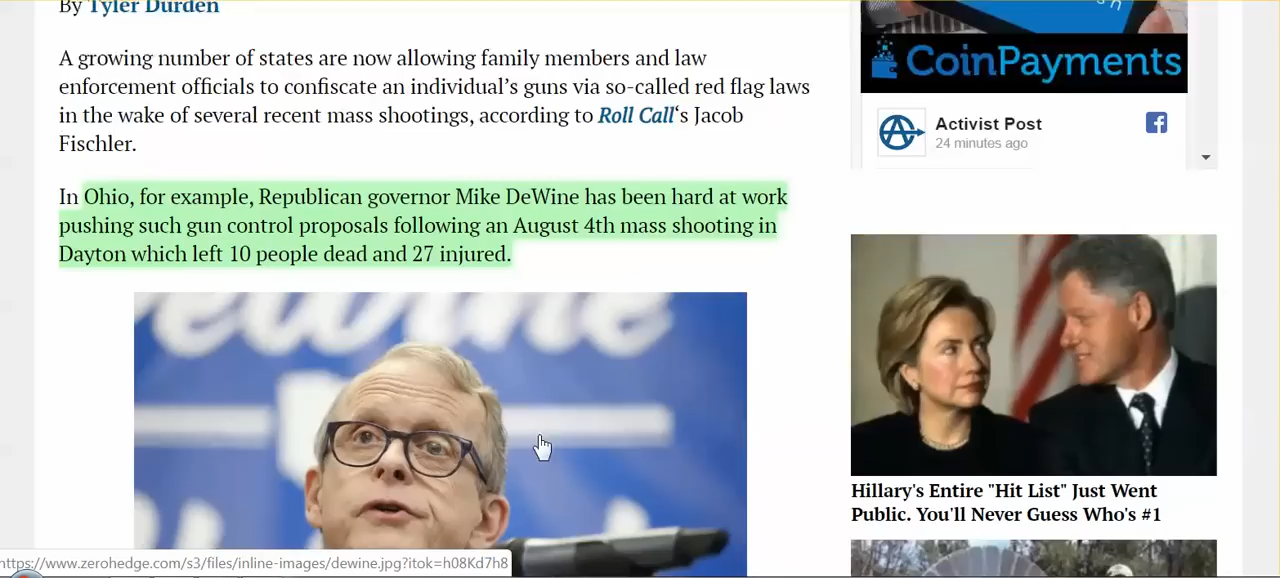 By Tyler Durden
A growing number of states are now allowing family members and law
enforcement officials to confiscate an individual’s guns via so-called red flag laws
in the wake of several recent mass shootings, according to Roll Call‘s Jacob
Fischler.
In Ohio, for example, Republican governor Mike DeWine has been hard at work
pushing such gun control proposals following an August 4th mass shooting in
Dayton which left 10 people dead and 27 injured.
ewine
https://www.zerohedge.com/s3/files/inline-images/dewine.jpg?itok=h08Kd7h8
CoinPayments
Activist Post
24 minutes ago
Hillary's Entire "Hit List" Just Went
Public. You'll Never Guess Who's #1